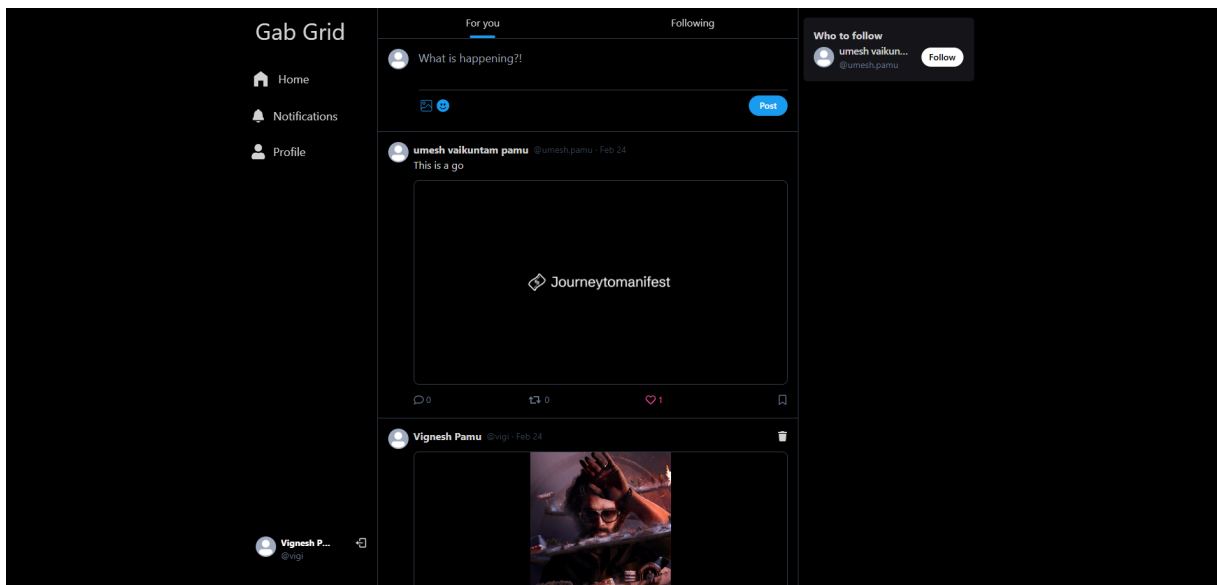 Gab Grid
Home
Notifications
Profile
Vignesh P...
@vigi
For you
Following
What is happening?!
Post
umesh vaikuntam pamu @umesh.pamu · Feb 24
This is a go
Journeytomanifest
0
0
1
Vignesh Pamu @vigi · Feb 24
Who to follow
umesh vaikun...
@umesh.pamu
Follow